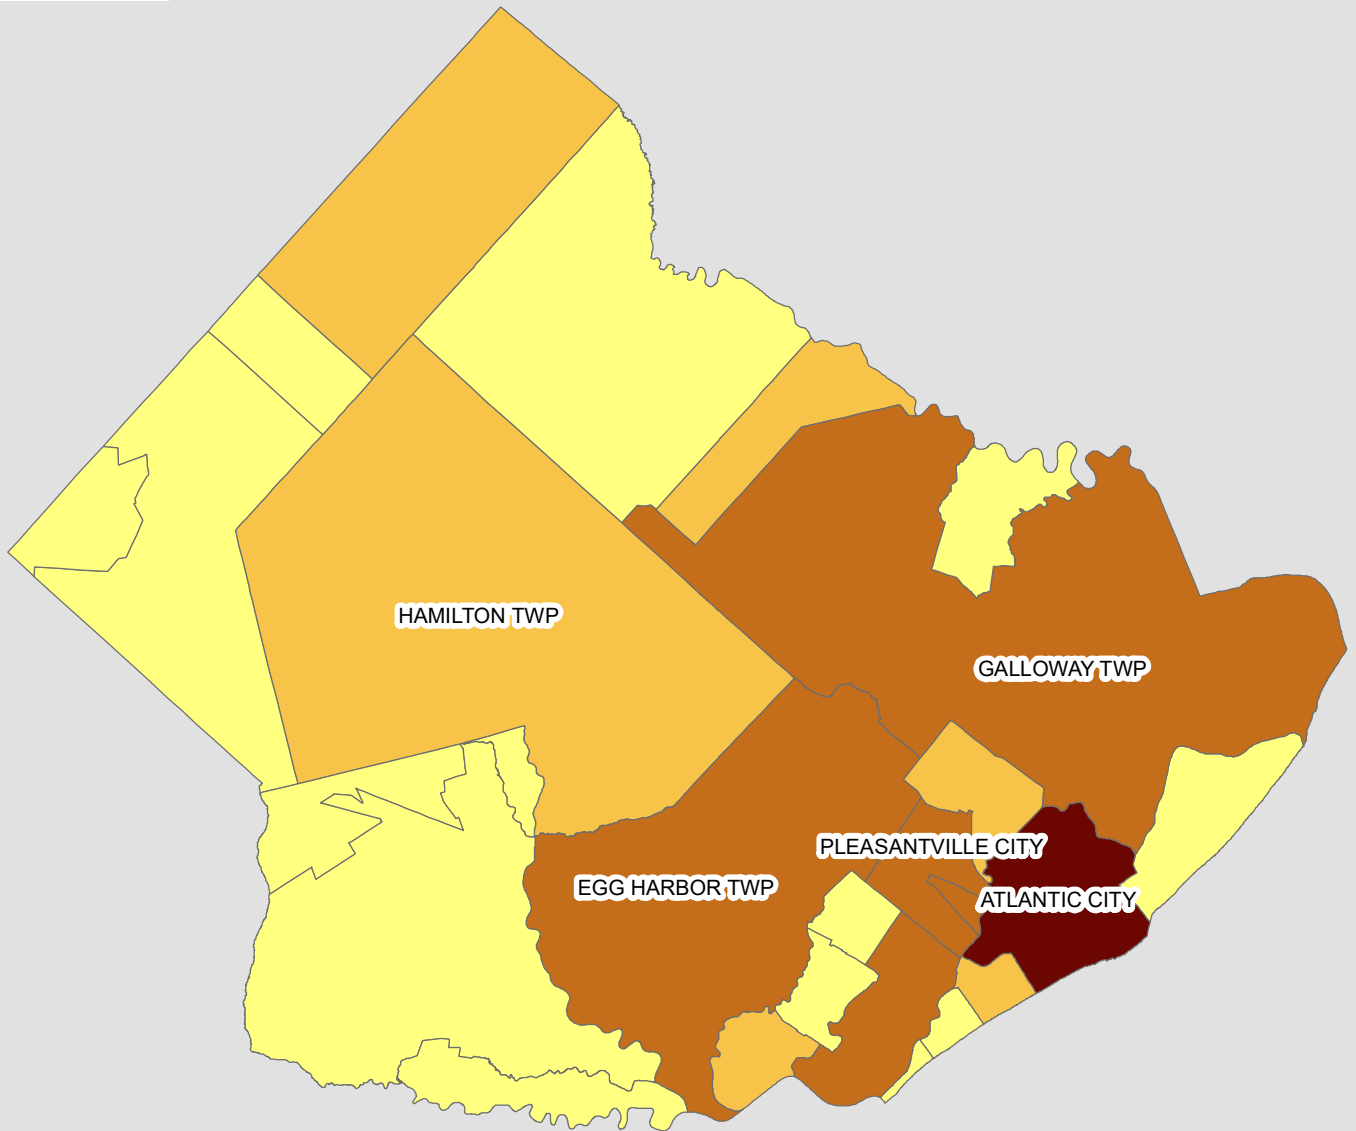 HAMILTON TWP
GALLOWAY TWP
PLEASANTVILLE CITY
EGG HARBOR TWP
ATLANTIC CITY